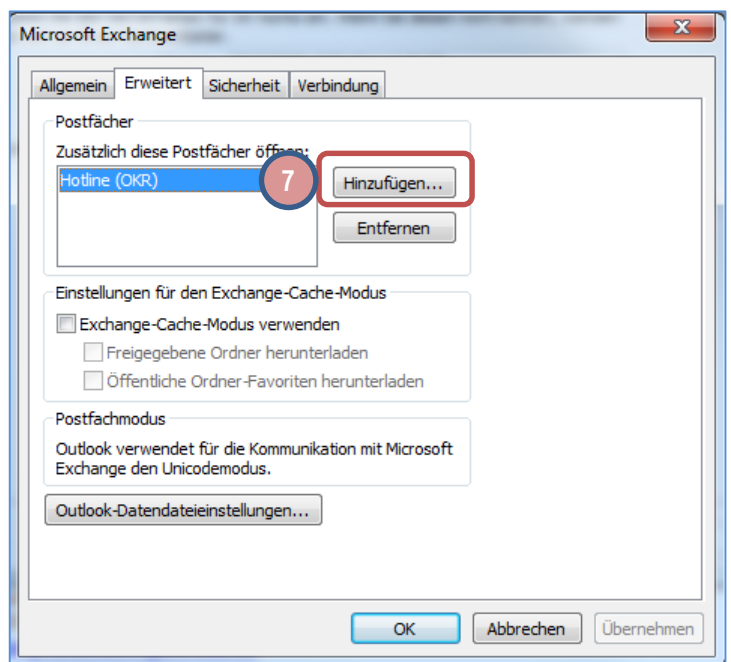 Microsoft Exchange
Allgemein Erweitert Sicherheit Verbindung
Postfächer
Zusätzlich diese Postfächer öffnen:
Hotline (OKR)
7
Hinzufügen...
Entfernen
Einstellungen für den Exchange-Cache-Modus
Exchange-Cache-Modus verwenden
Freigegebene Ordner herunterladen
Öffentliche Ordner-Favoriten herunterladen
Postfachmodus
Outlook verwendet für die Kommunikation mit Microsoft
Exchange den Unicodemodus.
Outlook-Datendateieinstellungen...
OK Abbrechen Übernehmen